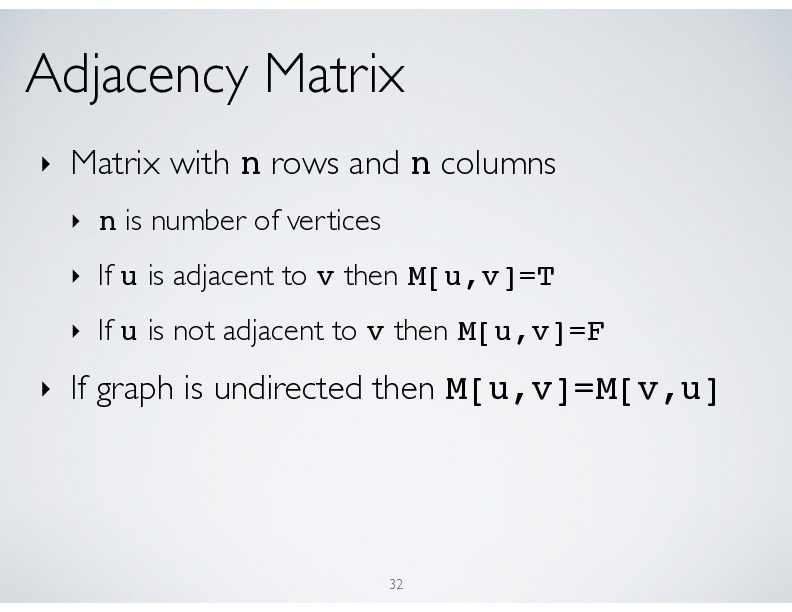 Adjacency Matrix
‣ Matrix with n rows and n columns
‣ n is number of vertices
‣ If u is adjacent to v then M[u,v]=T
‣ If u is not adjacent to v then M[u,v]=F
‣ If graph is undirected then M[u,v]=M[v,u]
32